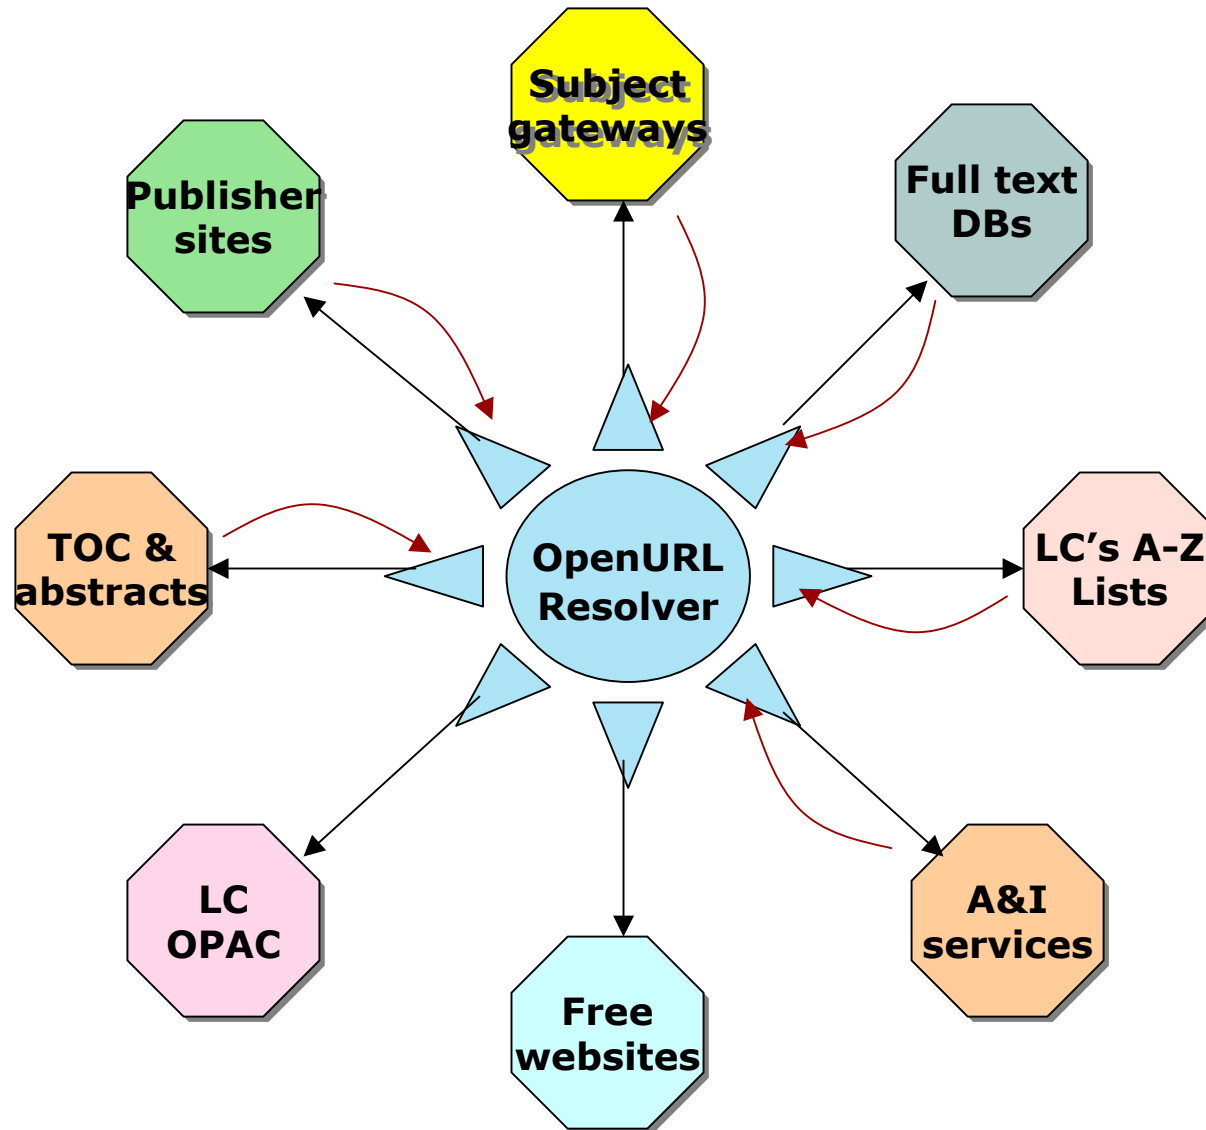 Subject
gateways
Publisher
sites
Full text
DBs
TOC &
abstracts
OpenURL
Resolver
LC’s A-Z
Lists
LC
OPAC
A&I
services
Free
websites